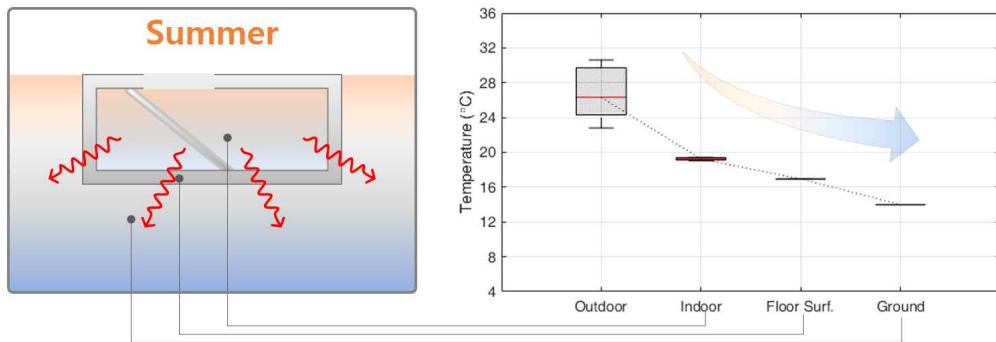 Summer
Temperature (°C)
36
32
28
24
20
16
12
8
4
Outdoor
Indoor
Floor Surf.
Ground